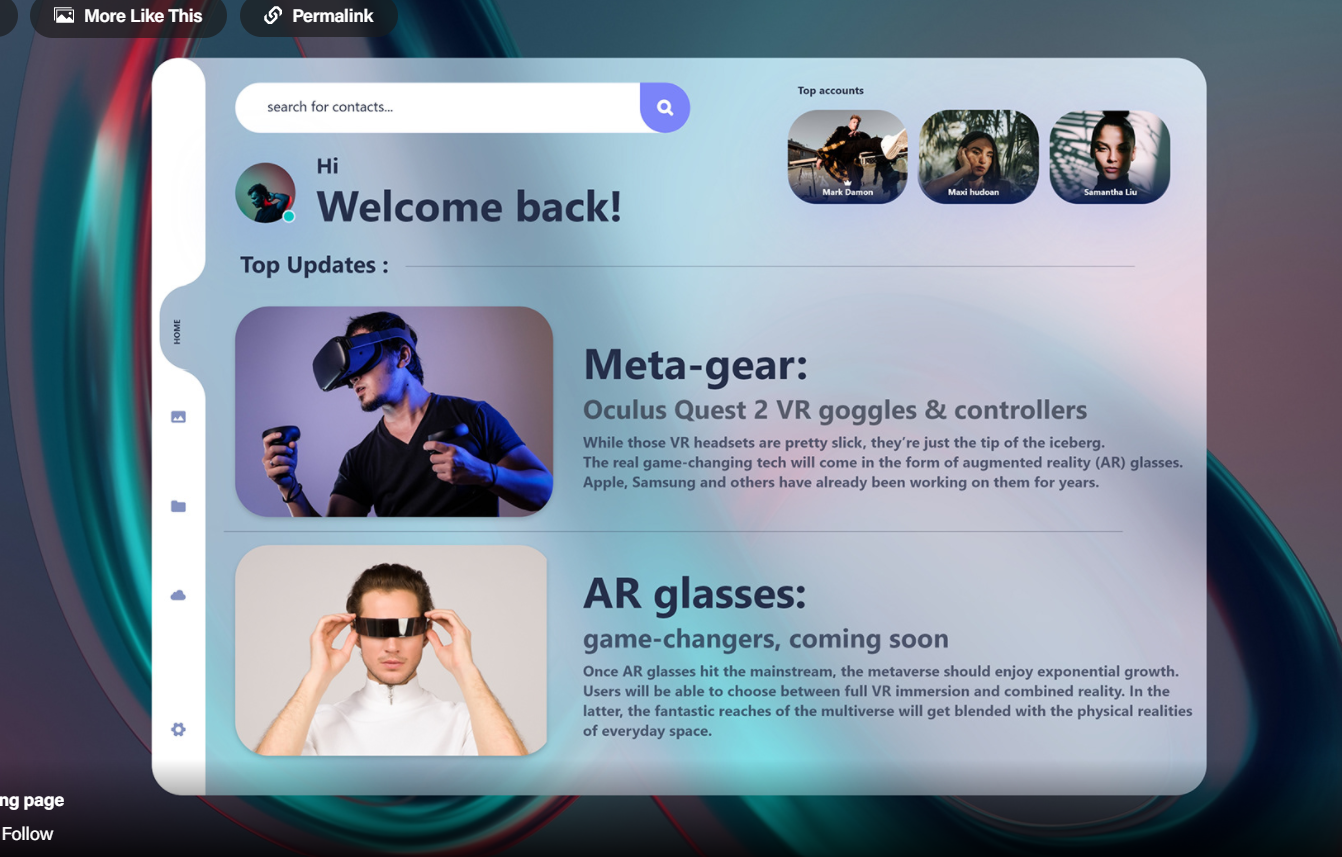 More Like This
Permalink
search for contacts...
Top accounts
Mark Damon
Maxi hudoan
Samantha Liu
Hi
Welcome back!
Top Updates :
HOME
Meta-gear:
Oculus Quest 2 VR goggles & controllers
While those VR headsets are pretty slick, they’re just the tip of the iceberg.
The real game-changing tech will come in the form of augmented reality (AR) glasses.
Apple, Samsung and others have already been working on them for years.
AR glasses:
game-changers, coming soon
Once AR glasses hit the mainstream, the metaverse should enjoy exponential growth.
Users will be able to choose between full VR immersion and combined reality. In the
latter, the fantastic reaches of the multiverse will get blended with the physical realities
of everyday space.
ng page
Follow